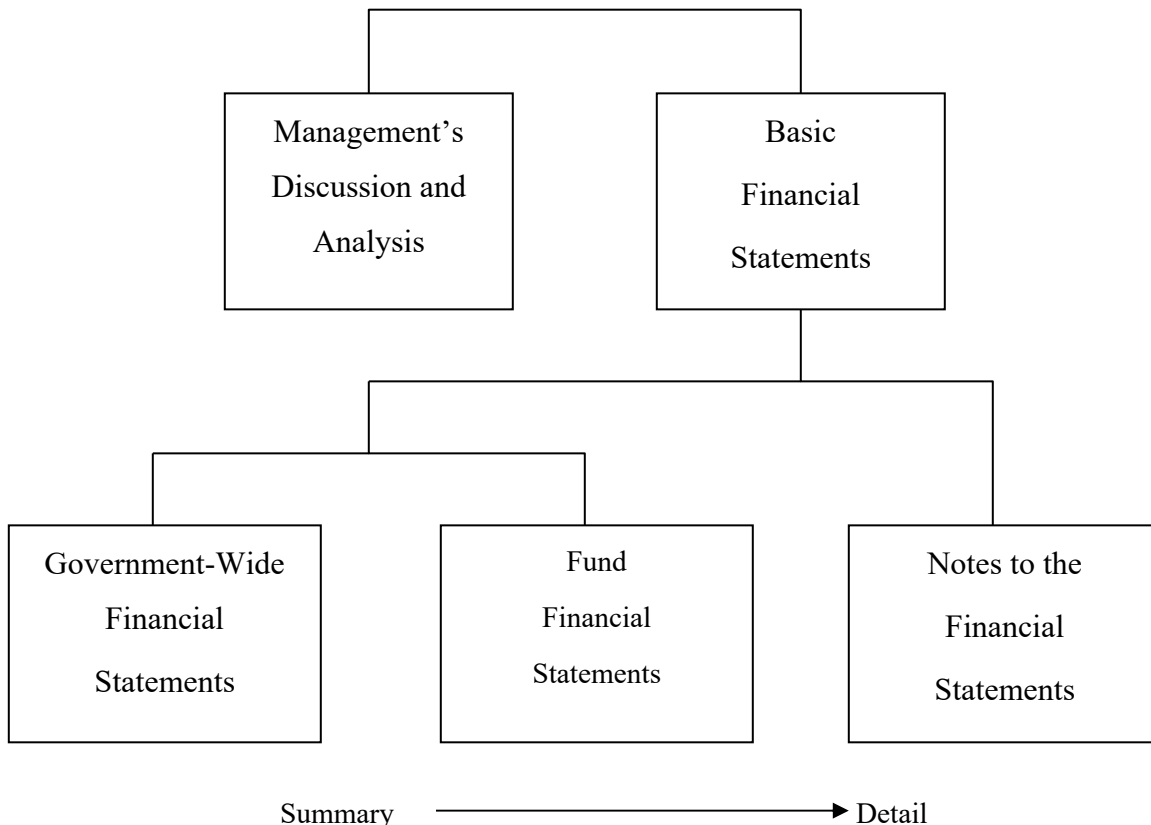 Management’s
Discussion and
Analysis
Basic
Financial
Statements
Government-Wide
Financial
Statements
Fund
Financial
Statements
Notes to the
Financial
Statements
Summary
Detail